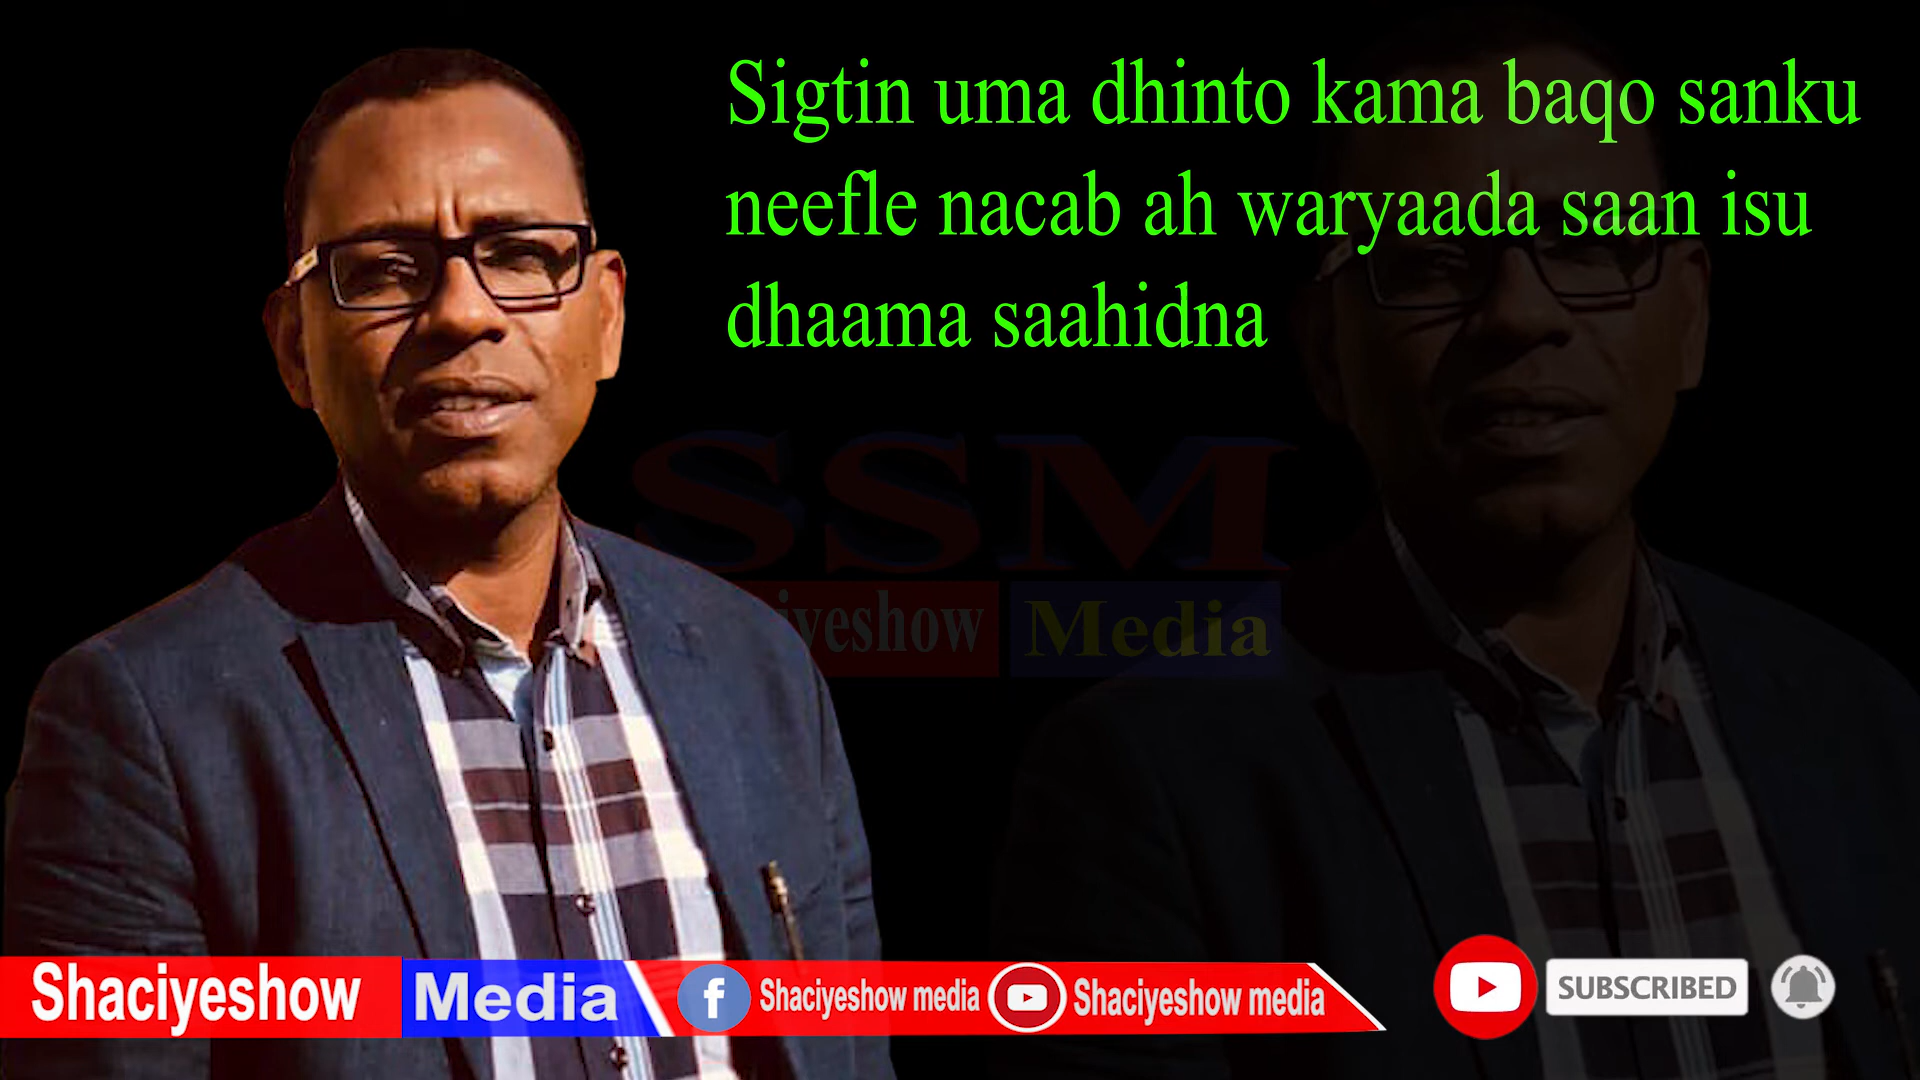 Sigtin uma dhinto kama baqo sanku
neefle nacab ah waryaada saan isu
dhaama saahidna
SSM
iyeshow Media
Shaciyeshow Media
Shaciyeshow media
Shaciyeshow media
SUBSCRIBED